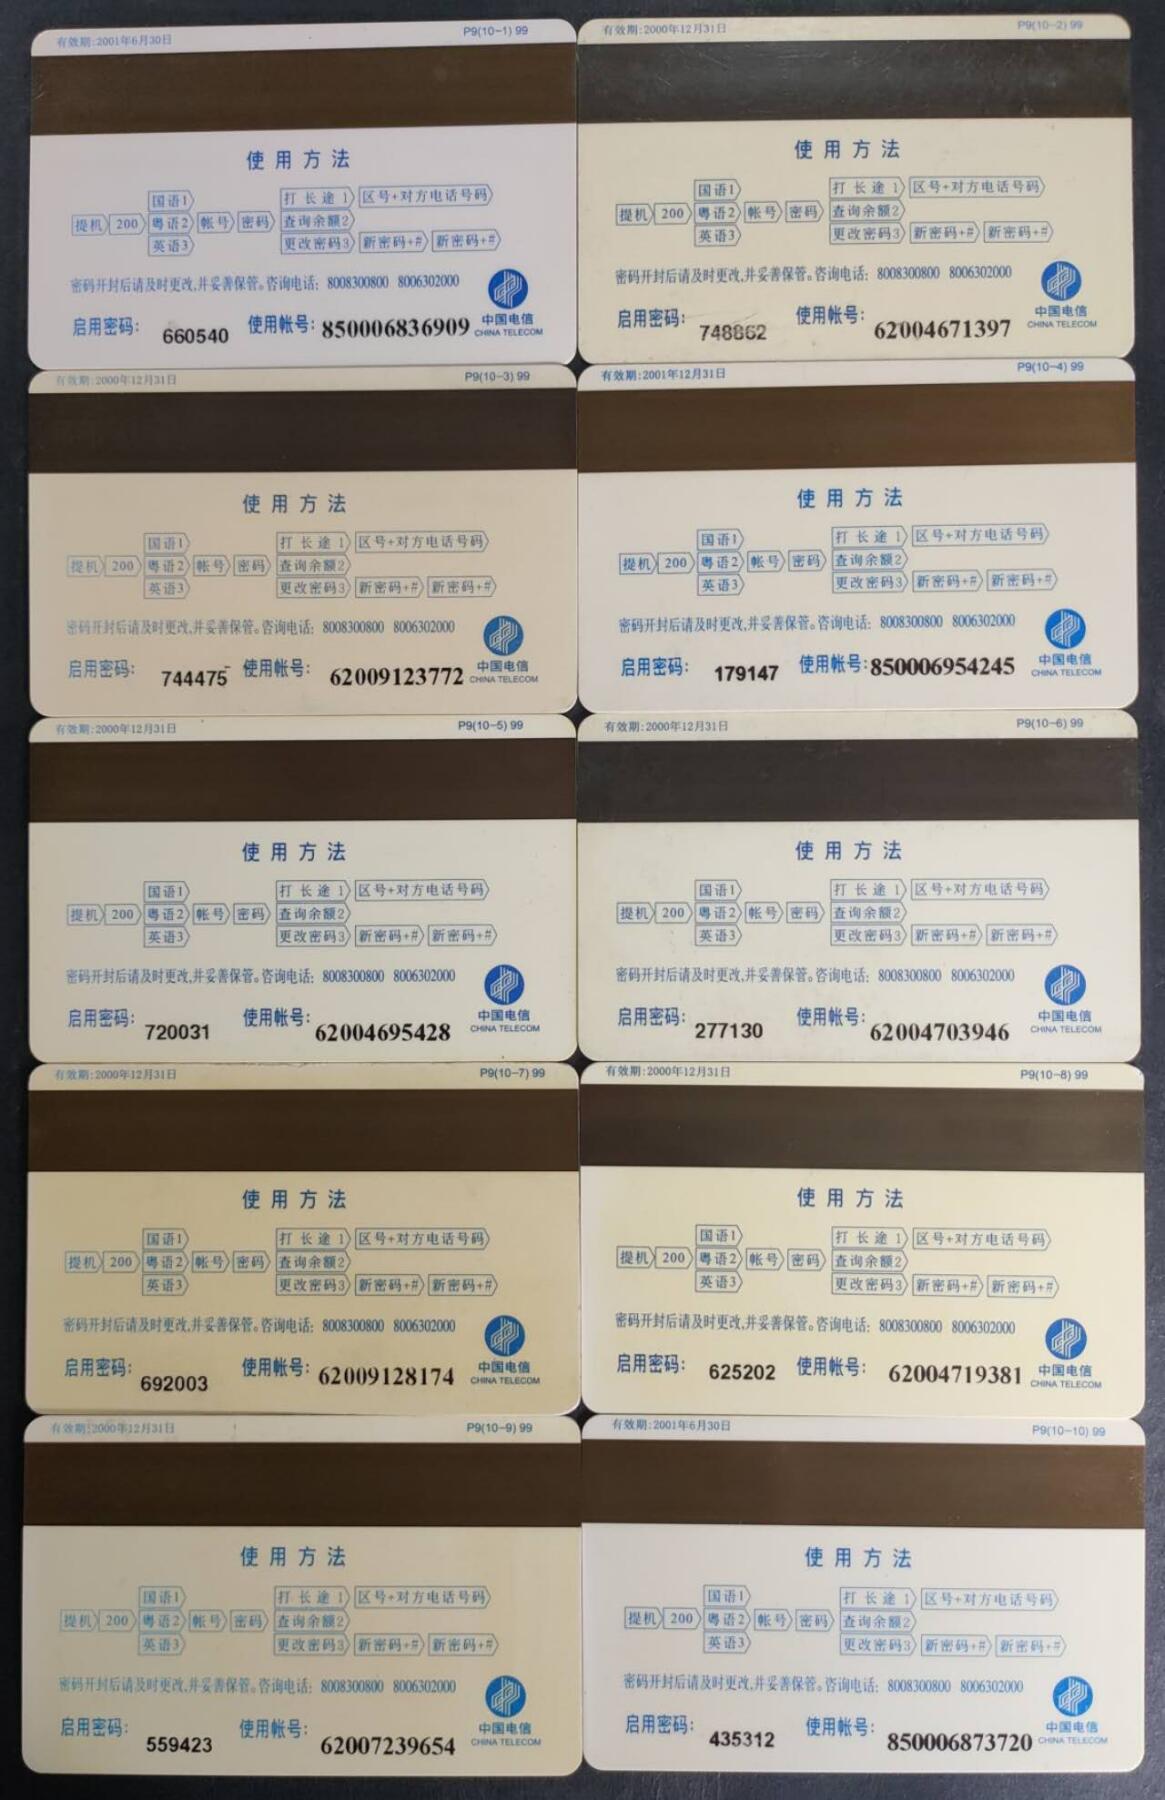 有效期:2001年6月30日 P9(10-1) 99
使用方法
国语1 打长途1 区号+对方电话号码
提机 200 粤语2 帐号 密码 查询余额2
英语3 更改密码3 新密码+# 新密码+#
密码开封后请及时更改,并妥善保管。咨询电话: 8008300800 8006302000
启用密码: 660540 使用帐号: 850006836909 中国电信
CHINA TELECOM
有效期:2000年12月31日 P9(10-2) 99
使用方法
国语1 打长途1 区号+对方电话号码
提机 200 粤语2 帐号 密码 查询余额2
英语3 更改密码3 新密码+# 新密码+#
密码开封后请及时更改,并妥善保管。咨询电话: 8008300800 8006302000
启用密码: 748862 使用帐号: 62004671397 中国电信
CHINA TELECOM
有效期:2000年12月31日 P9(10-3) 99
使用方法
国语1 打长途1 区号+对方电话号码
提机 200 粤语2 帐号 密码 查询余额2
英语3 更改密码3 新密码+# 新密码+#
密码开封后请及时更改,并妥善保管。咨询电话: 8008300800 8006302000
启用密码: 744475 使用帐号: 62009123772 中国电信
CHINA TELECOM
有效期:2001年12月31日 P9(10-4) 99
使用方法
国语1 打长途1 区号+对方电话号码
提机 200 粤语2 帐号 密码 查询余额2
英语3 更改密码3 新密码+# 新密码+#
密码开封后请及时更改,并妥善保管。咨询电话: 8008300800 8006302000
启用密码: 179147 使用帐号: 850006954245 中国电信
CHINA TELECOM
有效期:2000年12月31日 P9(10-5) 99
使用方法
国语1 打长途1 区号+对方电话号码
提机 200 粤语2 帐号 密码 查询余额2
英语3 更改密码3 新密码+# 新密码+#
密码开封后请及时更改,并妥善保管。咨询电话: 8008300800 8006302000
启用密码: 720031 使用帐号: 62004695428 中国电信
CHINA TELECOM
有效期:2000年12月31日 P9(10-6) 99
使用方法
国语1 打长途1 区号+对方电话号码
提机 200 粤语2 帐号 密码 查询余额2
英语3 更改密码3 新密码+# 新密码+#
密码开封后请及时更改,并妥善保管。咨询电话: 8008300800 8006302000
启用密码: 277130 使用帐号: 62004703946 中国电信
CHINA TELECOM
有效期:2000年12月31日 P9(10-7) 99
使用方法
国语1 打长途1 区号+对方电话号码
提机 200 粤语2 帐号 密码 查询余额2
英语3 更改密码3 新密码+# 新密码+#
密码开封后请及时更改,并妥善保管。咨询电话: 8008300800 8006302000
启用密码: 692003 使用帐号: 62009128174 中国电信
CHINA TELECOM
有效期:2000年12月31日 P9(10-8) 99
使用方法
国语1 打长途1 区号+对方电话号码
提机 200 粤语2 帐号 密码 查询余额2
英语3 更改密码3 新密码+# 新密码+#
密码开封后请及时更改,并妥善保管。咨询电话: 8008300800 8006302000
启用密码: 625202 使用帐号: 62004719381 中国电信
CHINA TELECOM
有效期:2000年12月31日 P9(10-9) 99
使用方法
国语1 打长途1 区号+对方电话号码
提机 200 粤语2 帐号 密码 查询余额2
英语3 更改密码3 新密码+# 新密码+#
密码开封后请及时更改,并妥善保管。咨询电话: 8008300800 8006302000
启用密码: 559423 使用帐号: 62007239654 中国电信
CHINA TELECOM
有效期:2001年6月30日 P9(10-10) 99
使用方法
国语1 打长途1 区号+对方电话号码
提机 200 粤语2 帐号 密码 查询余额2
英语3 更改密码3 新密码+# 新密码+#
密码开封后请及时更改,并妥善保管。咨询电话: 8008300800 8006302000
启用密码: 435312 使用帐号: 850006873720 中国电信
CHINA TELECOM